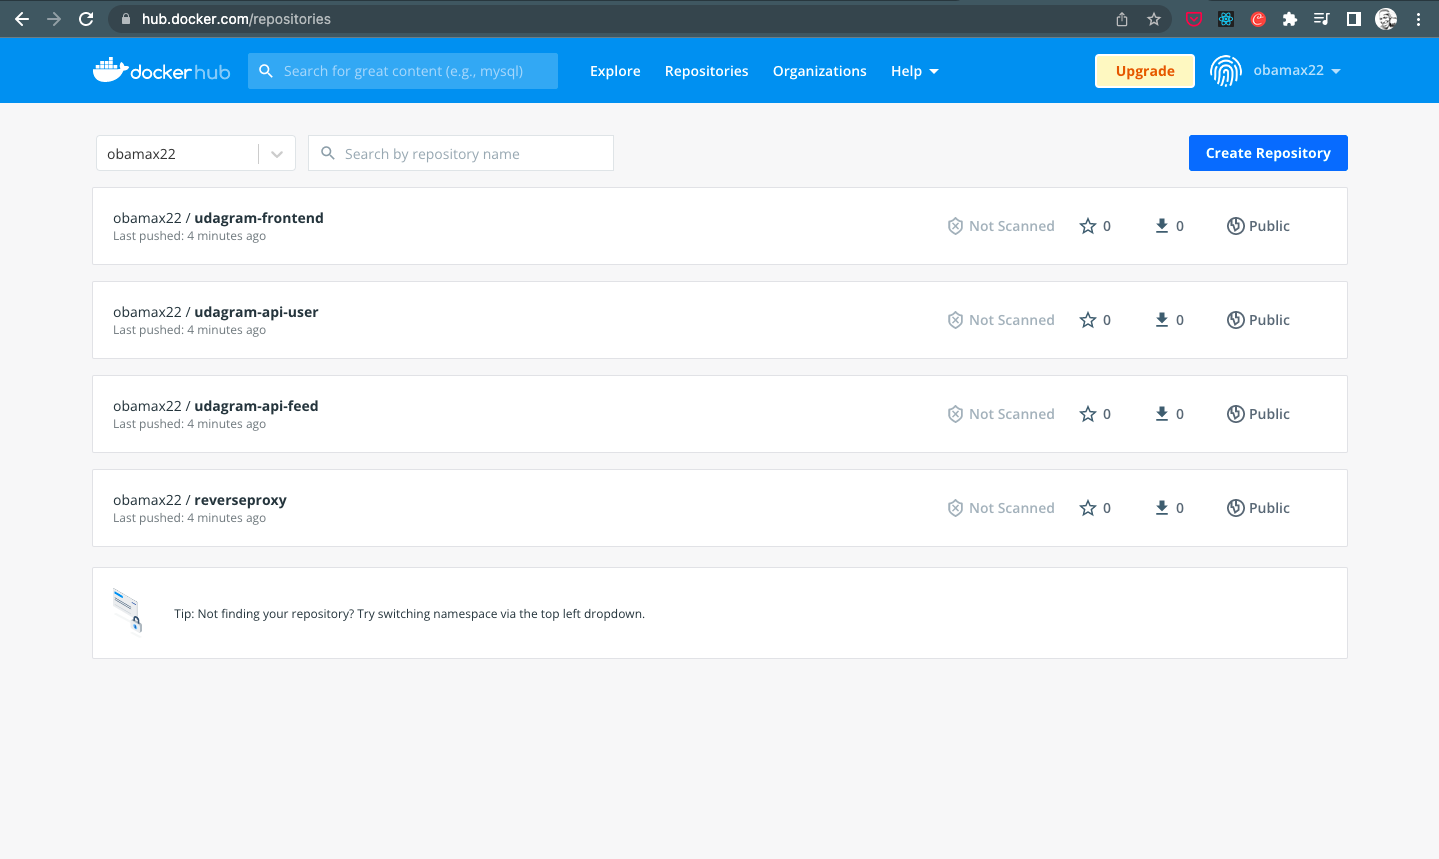 hub.docker.com/repositories
docker hub
Search for great content (e.g., mysql)
Explore
Repositories
Organizations
Help
Upgrade
obamax22
obamax22
Search by repository name
Create Repository
obamax22 / udagram-frontend
Last pushed: 4 minutes ago
Not Scanned
0
0
Public
obamax22 / udagram-api-user
Last pushed: 4 minutes ago
Not Scanned
0
0
Public
obamax22 / udagram-api-feed
Last pushed: 4 minutes ago
Not Scanned
0
0
Public
obamax22 / reverseproxy
Last pushed: 4 minutes ago
Not Scanned
0
0
Public
Tip: Not finding your repository? Try switching namespace via the top left dropdown.